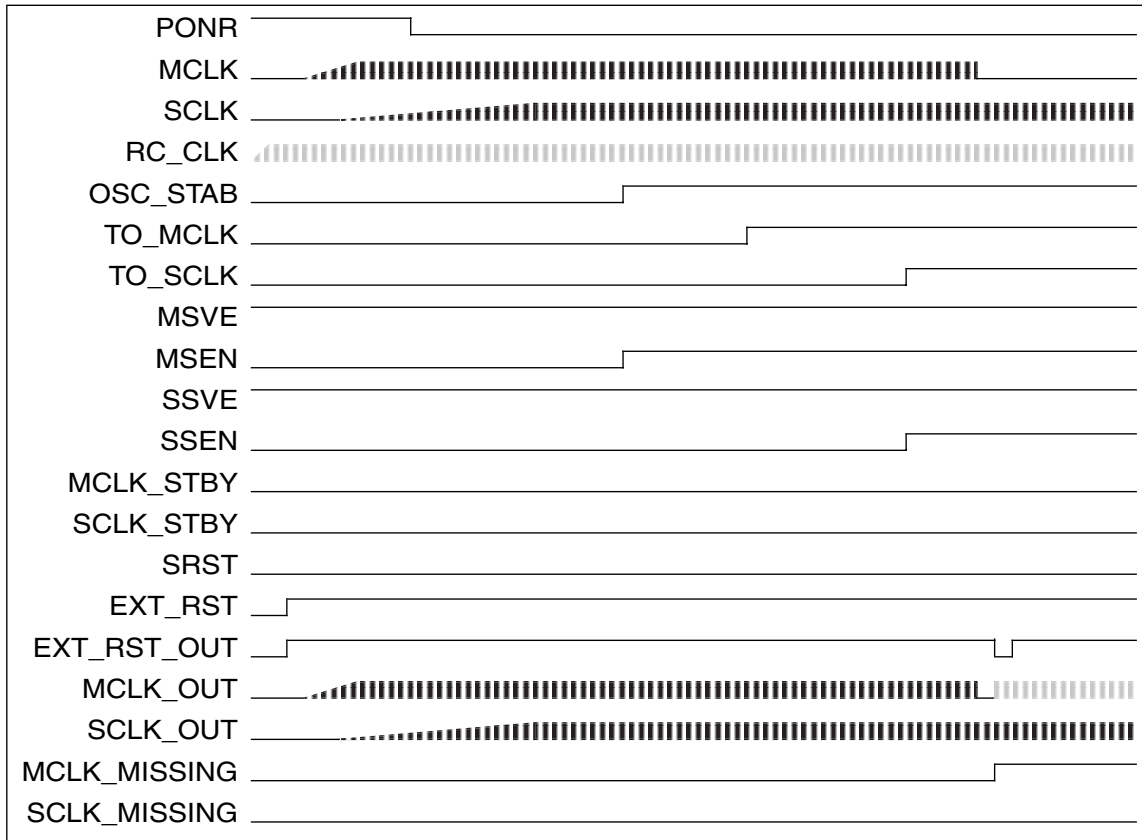 PONR
MCLK
SCLK
RC_CLK
OSC_STAB
TO_MCLK
TO_SCLK
MSVE
MSEN
SSVE
SSEN
MCLK_STBY
SCLK_STBY
SRST
EXT_RST
EXT_RST_OUT
MCLK_OUT
SCLK_OUT
MCLK_MISSING
SCLK_MISSING